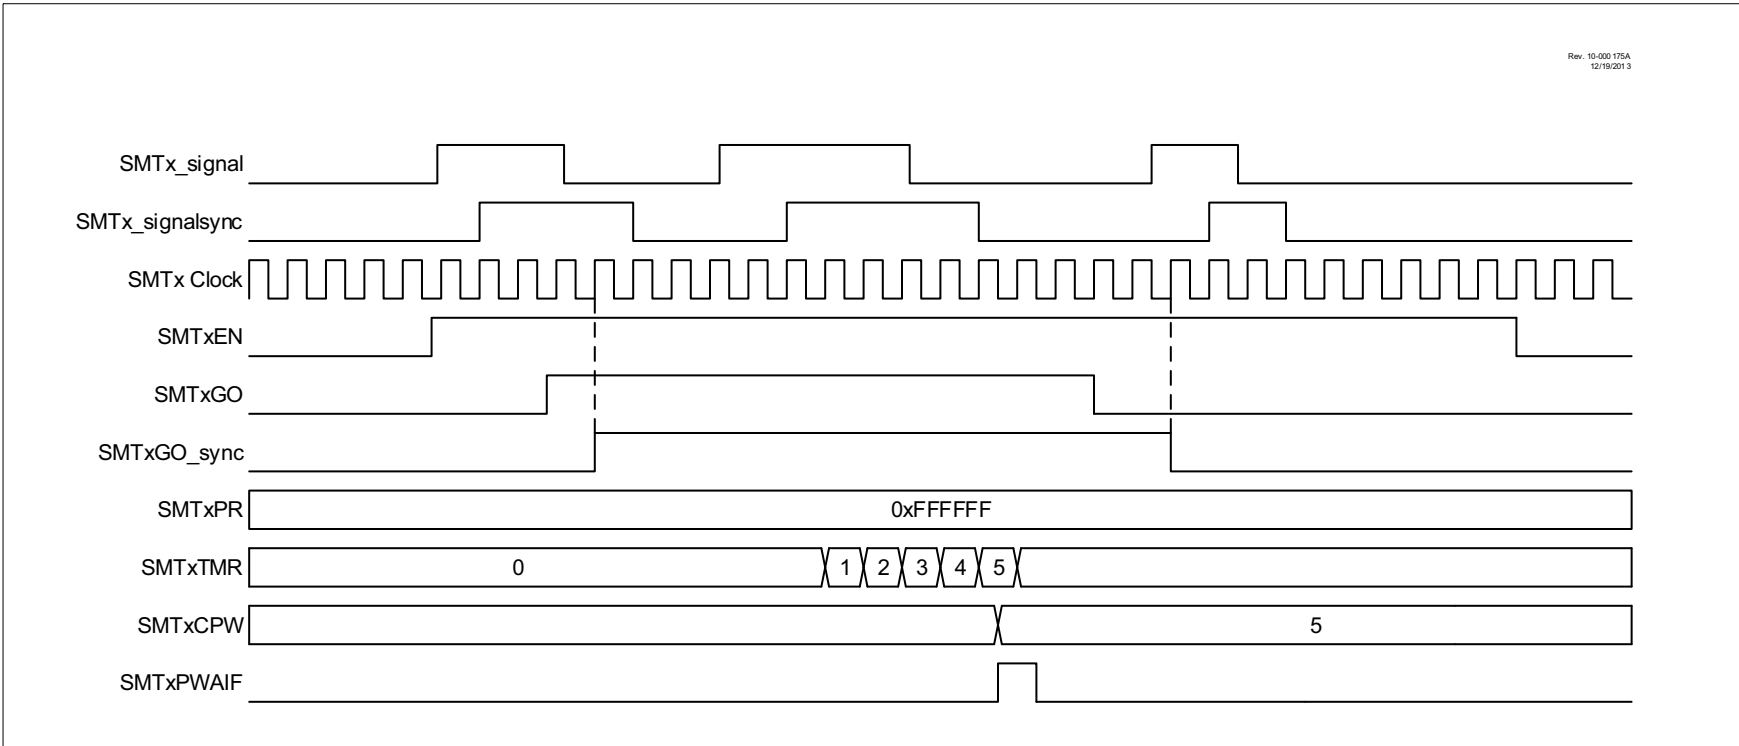 Rev. 10-000 175A
12/19/201 3
SMTx_signal
SMTx_signalsync
SMTx Clock
SMTxEN
SMTxGO
SMTxGO_sync
SMTxPR 0xFFFFFF
SMTxTMR 0 1 2 3 4 5
SMTxCPW 5
SMTxPWAIF